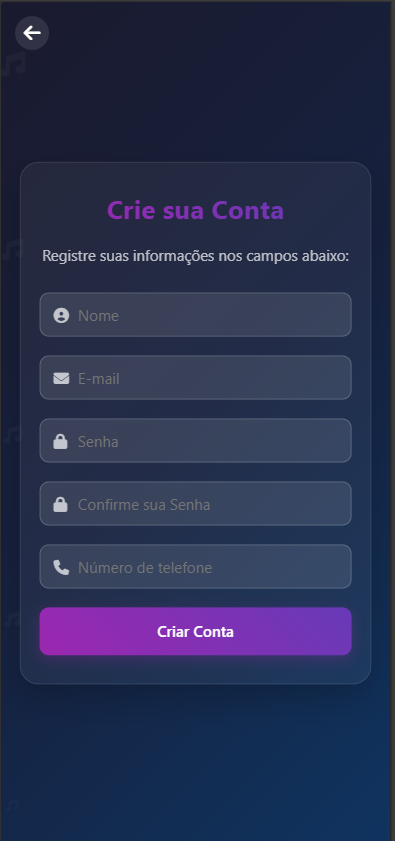 Crie sua Conta
Registre suas informações nos campos abaixo:
Nome
E-mail
Senha
Confirme sua Senha
Número de telefone
Criar Conta